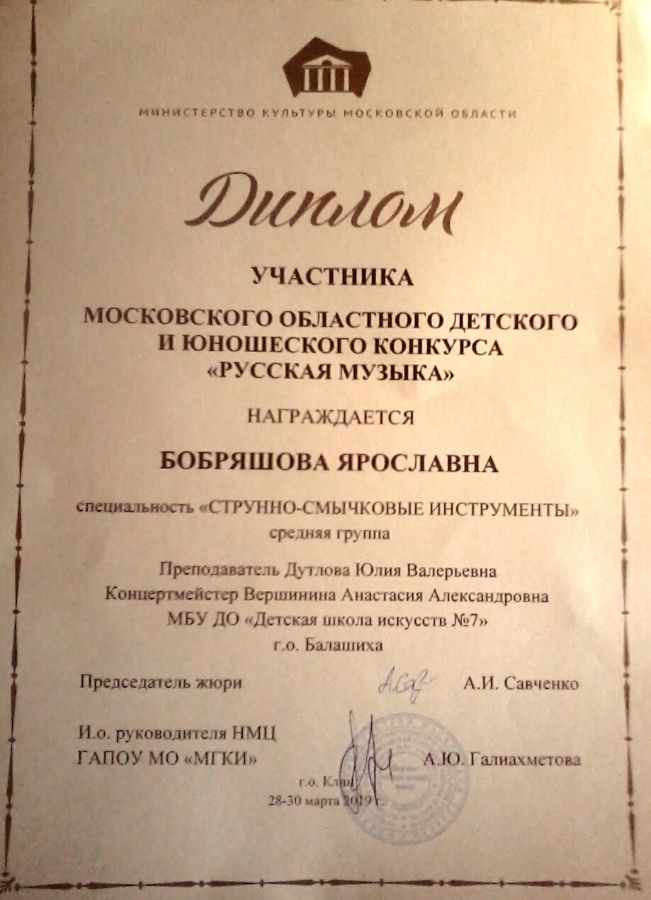 МИНИСТЕРСТВО КУЛЬТУРЫ МОСКОВСКОЙ ОБЛАСТИ
Диплом
УЧАСТНИКА
МОСКОВСКОГО ОБЛАСТНОГО ДЕТСКОГО
И ЮНОШЕСКОГО КОНКУРСА
«РУССКАЯ МУЗЫКА»
НАГРАЖДАЕТСЯ
БОБРЯШОВА ЯРОСЛАВНА
специальность «СТРУННО-СМЫЧКОВЫЕ ИНСТРУМЕНТЫ»
средняя группа
Преподаватель Дутлова Юлия Валерьевна
Концертмейстер Вершинина Анастасия Александровна
МБУ ДО «Детская школа искусств №7»
г.о. Балашиха
Председатель жюри А.И. Савченко
И.о. руководителя НМЦ
ГАПОУ МО «МГКИ» А.Ю. Галиахметова
г.о. Клин
28-30 марта 2019 г.